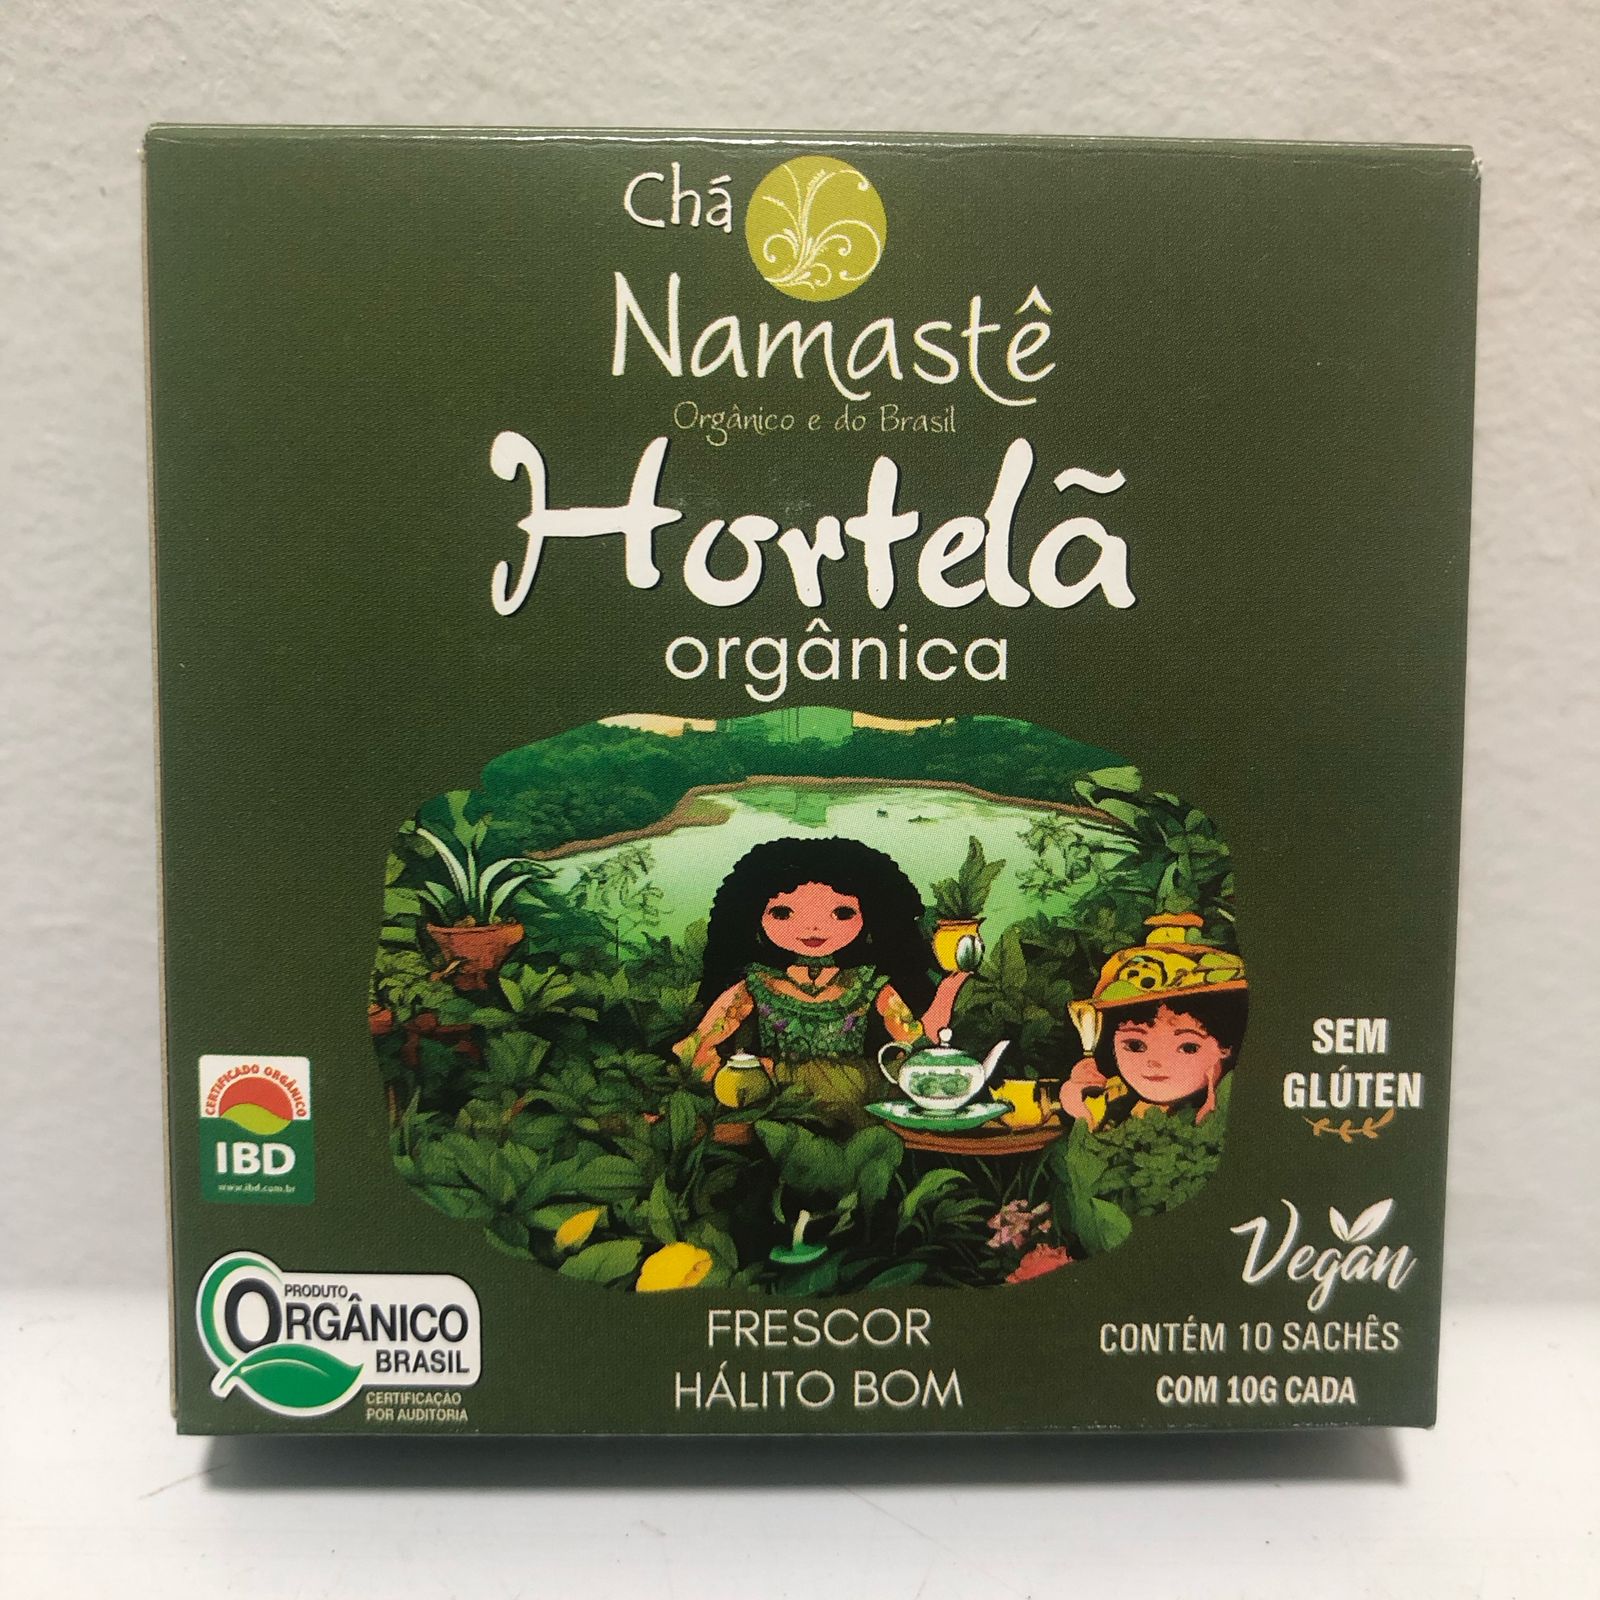 Chá
Namastê
Orgânico e do Brasil
Hortelã
orgânica
CERTIFICADO ORGÂNICO
IBD
www.ibd.com.br
SEM
GLÚTEN
Vegan
PRODUTO
ORGÂNICO
BRASIL
CERTIFICAÇÃO
POR AUDITORIA
FRESCOR
HÁLITO BOM
CONTÉM 10 SACHÊS
COM 10G CADA